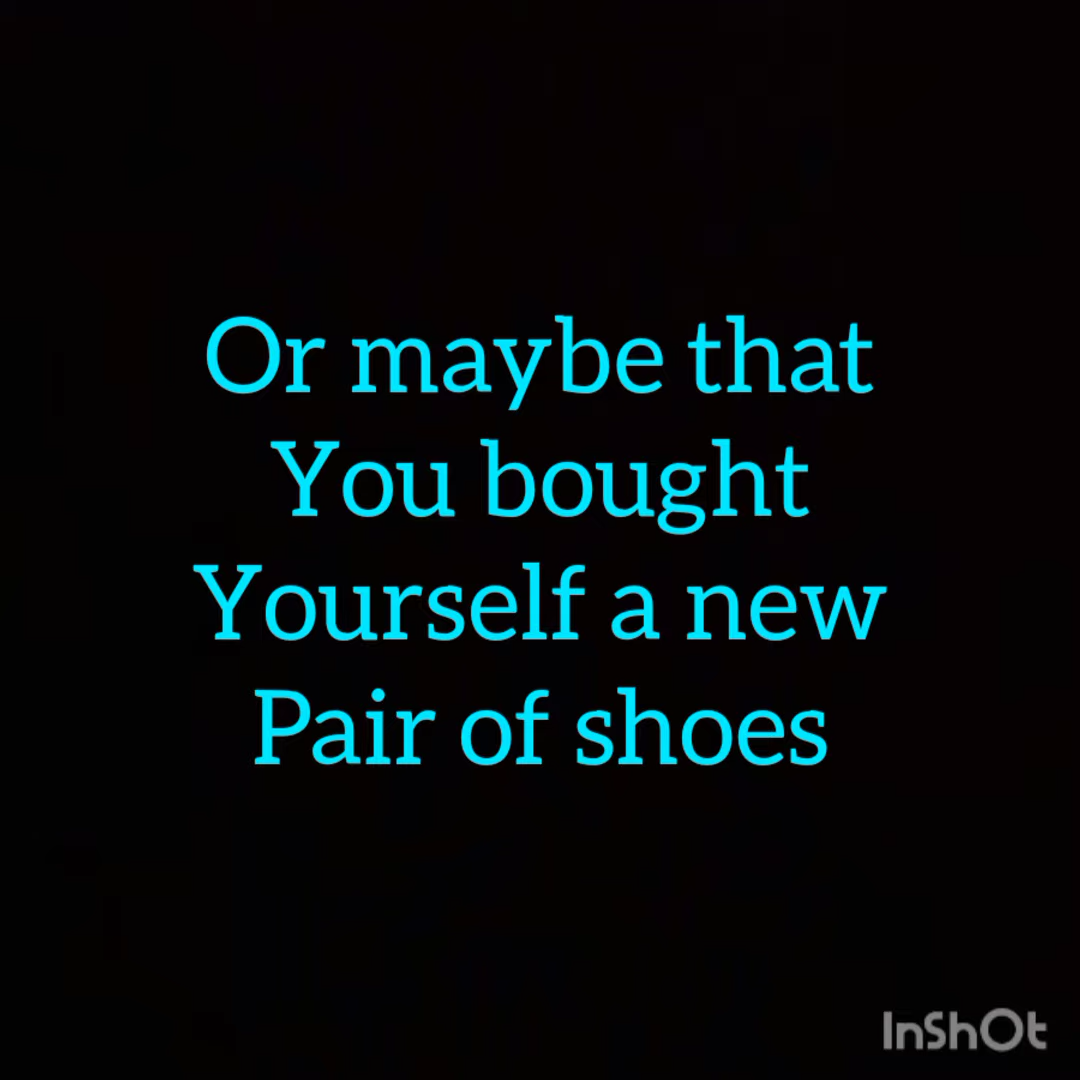 Or maybe that
You bought
Yourself a new
Pair of shoes
InShOt